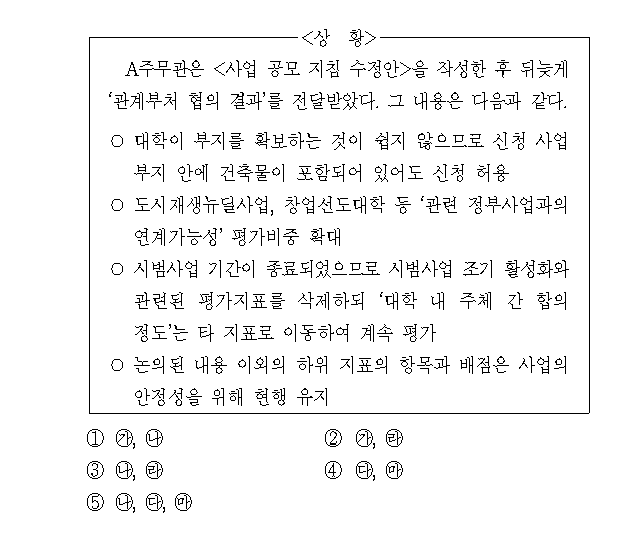 <상 황>
A주무관은 <사업 공모 지침 수정안>을 작성한 후 뒤늦게
‘관계부처 협의 결과’를 전달받았다. 그 내용은 다음과 같다.
○ 대학이 부지를 확보하는 것이 쉽지 않으므로 신청 사업
부지 안에 건축물이 포함되어 있어도 신청 허용
○ 도시재생뉴딜사업, 창업선도대학 등 ‘관련 정부사업과의
연계가능성’ 평가비중 확대
○ 시범사업 기간이 종료되었으므로 시범사업 조기 활성화와
관련된 평가지표를 삭제하되 ‘대학 내 주체 간 합의
정도’는 타 지표로 이동하여 계속 평가
○ 논의된 내용 이외의 하위 지표의 항목과 배점은 사업의
안정성을 위해 현행 유지
① ㉮, ㉯ ② ㉮, ㉱
③ ㉯, ㉱ ④ ㉰, ㉲
⑤ ㉯, ㉰, ㉲